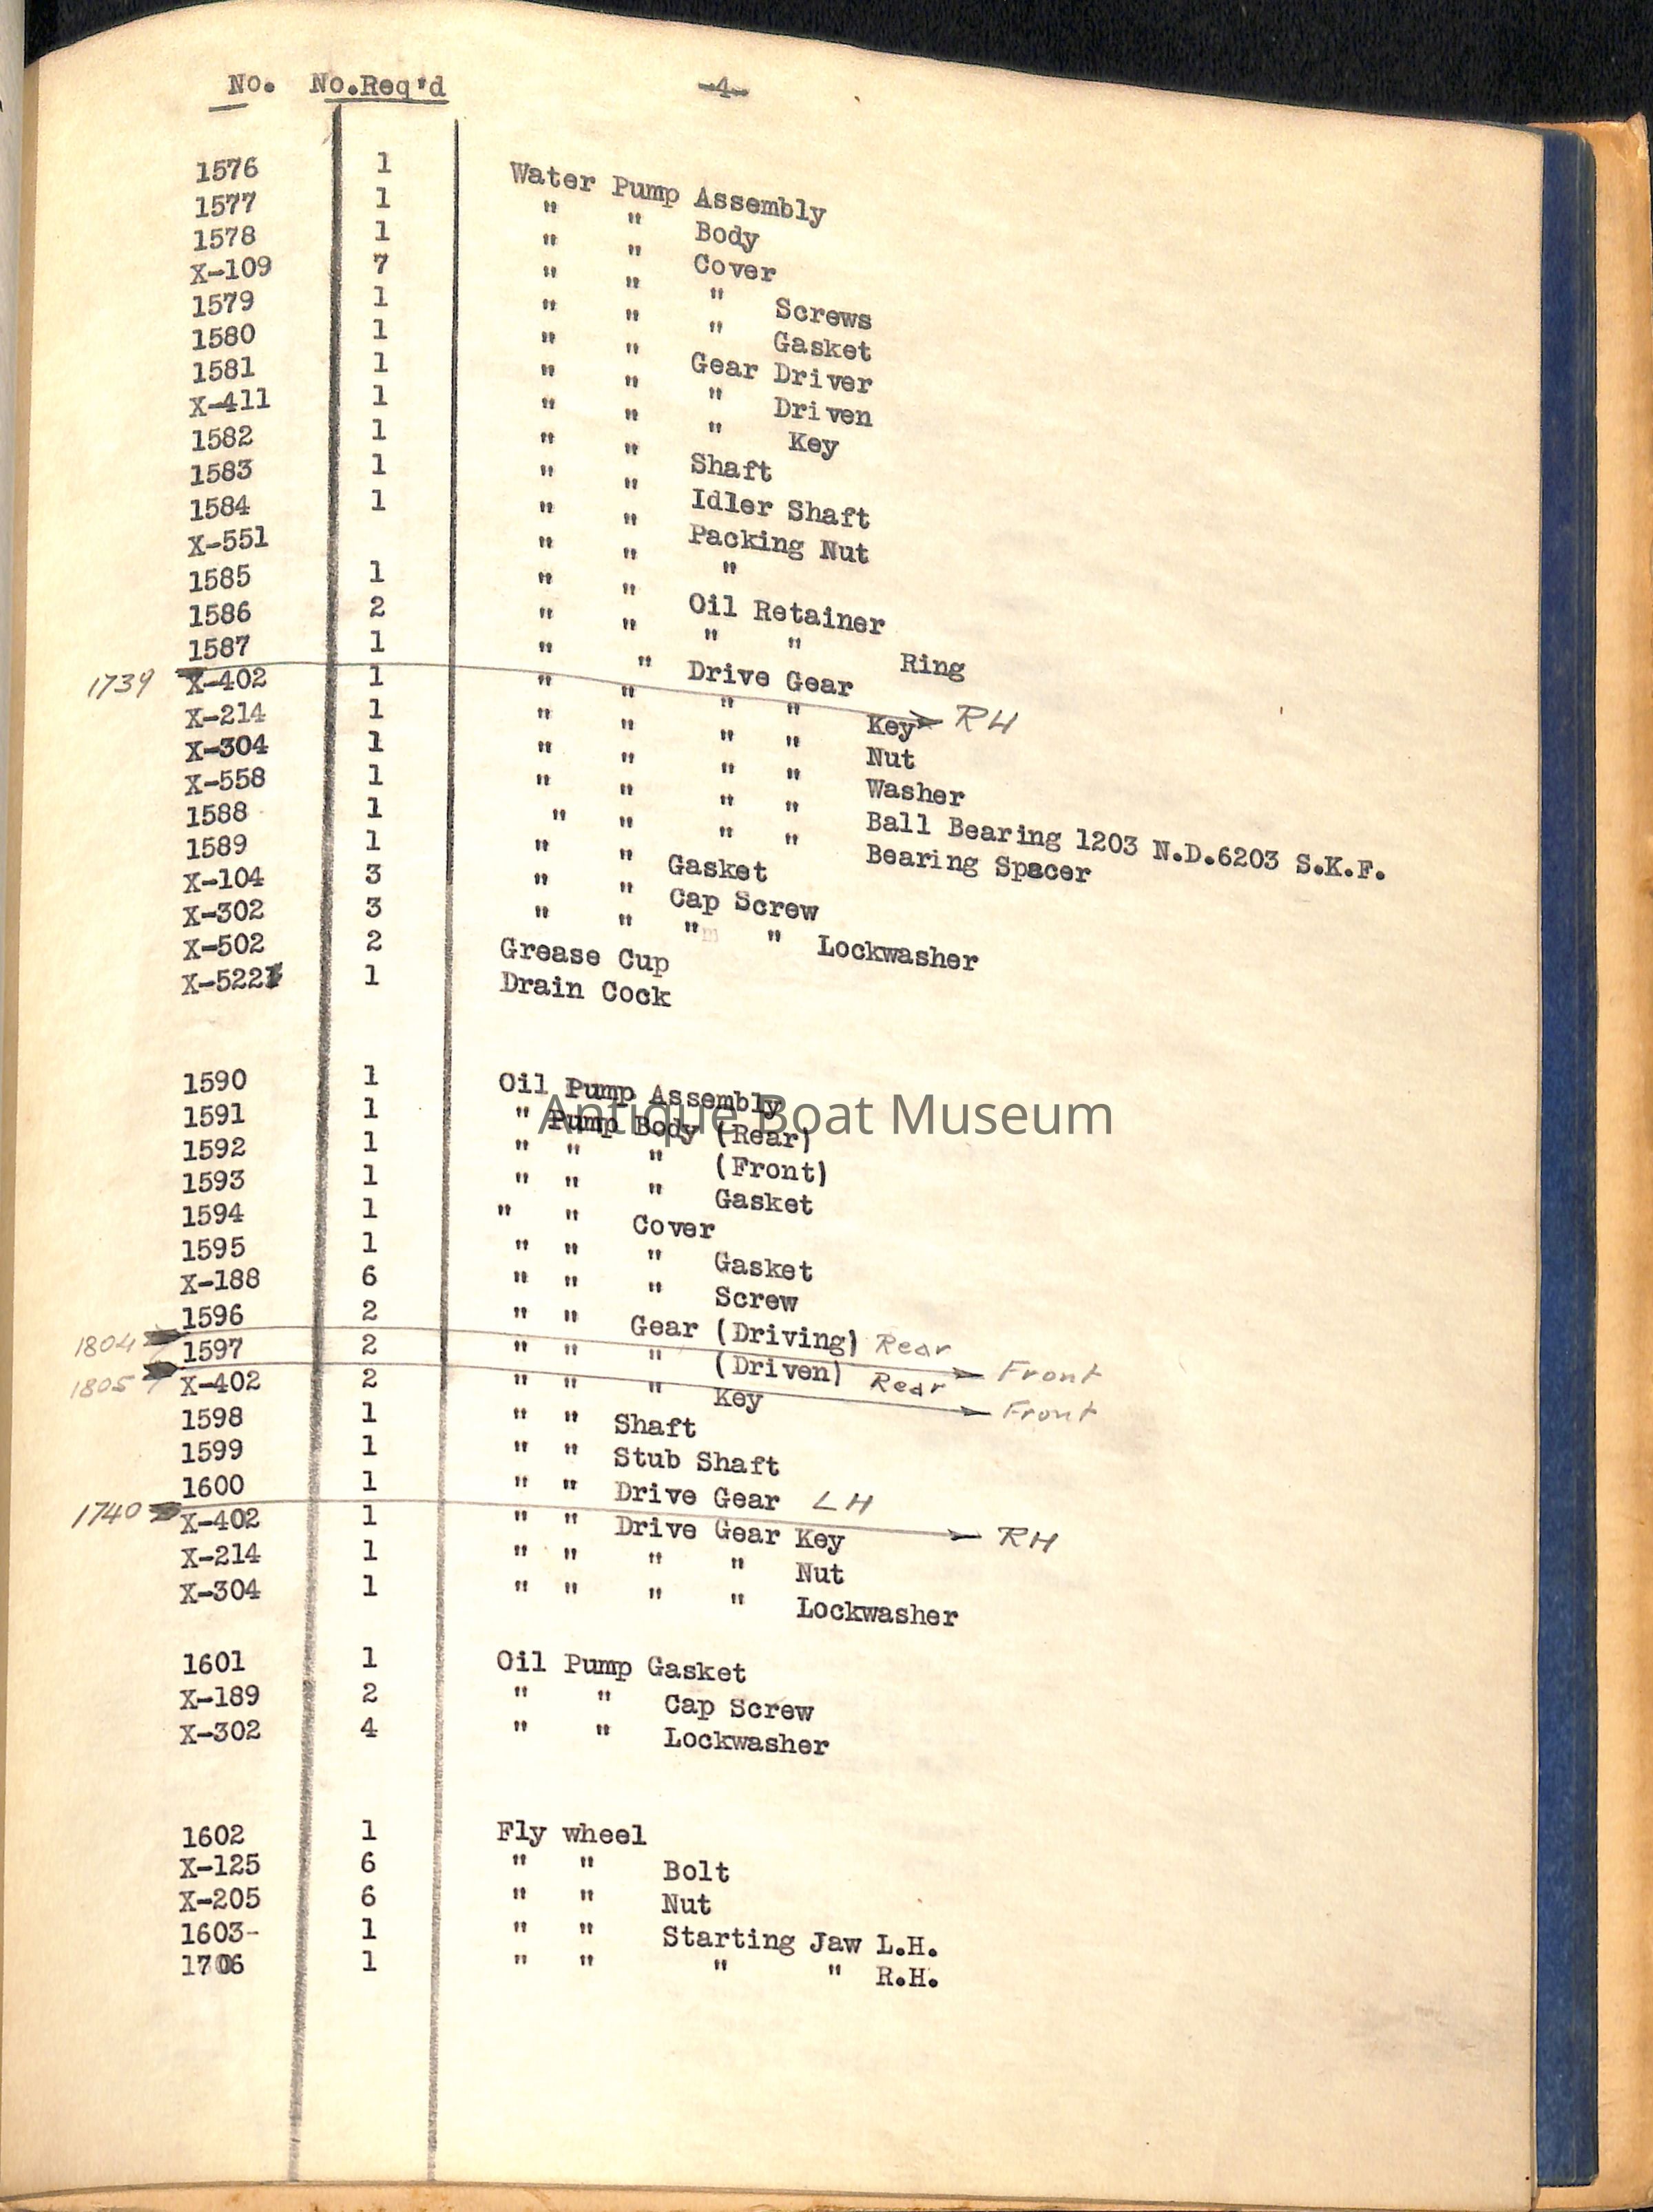 No. No.Req'd -4-
1576 1 Water Pump Assembly
1577 1 " " Body
1578 1 " " Cover
X-109 7 " " " Screws
1579 1 " " " Gasket
1580 1 " " Gear Driver
1581 1 " " " Driven
X-411 1 " " " Key
1582 1 " " Shaft
1583 1 " " Idler Shaft
1584 1 " " Packing Nut
X-551 " " "
1585 1 " " Oil Retainer
1586 2 " " " " Ring
1587 1 " " Drive Gear
1739 RH
X-402 1 " " " " Key
X-214 1 " " " " Nut
X-304 1 " " " " Washer
X-558 1 " " " " Ball Bearing 1203 N.D.6203 S.K.F.
1588 1 " " " " Bearing Spacer
1589 1 " " Gasket
X-104 3 " " Cap Screw
X-302 3 " " " " Lockwasher
X-502 2 Grease Cup
X-522 1 Drain Cock
1590 1 Oil Pump Assembly
1591 1 " Pump Body (Rear)
1592 1 " " " (Front)
1593 1 " " " Gasket
1594 1 " " Cover
1595 1 " " " Gasket
X-188 6 " " " Screw
1596 2 " " Gear (Driving) Rear
1804 Front
1597 2 " " " (Driven) Rear
1805 Front
X-402 2 " " " Key
1598 1 " " Shaft
1599 1 " " Stub Shaft
1600 1 " " Drive Gear LH
1740 RH
X-402 1 " " Drive Gear Key
X-214 1 " " " " Nut
X-304 1 " " " " Lockwasher
1601 1 Oil Pump Gasket
X-189 2 " " Cap Screw
X-302 4 " " Lockwasher
1602 1 Fly wheel
X-125 6 " " Bolt
X-205 6 " " Nut
1603- 1 " " Starting Jaw L.H.
1706 1 " " " " R.H.
Antique Boat Museum